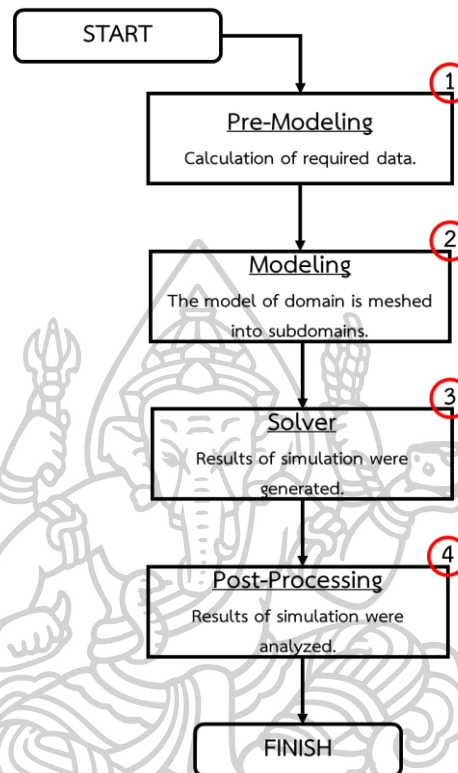 START
1
Pre-Modeling
Calculation of required data.
2
Modeling
The model of domain is meshed
into subdomains.
3
Solver
Results of simulation were
generated.
4
Post-Processing
Results of simulation were
analyzed.
FINISH